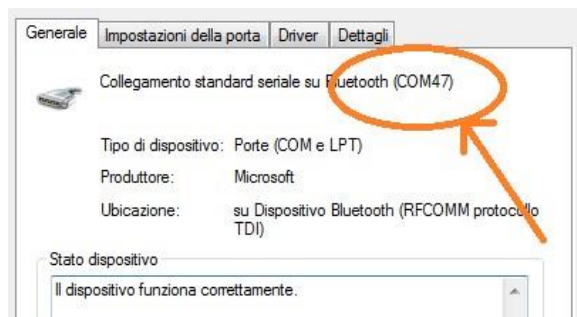 Generale Impostazioni della porta Driver Dettagli
Collegamento standard seriale su Bluetooth (COM47)
Tipo di dispositivo: Porte (COM e LPT)
Produttore: Microsoft
Ubicazione: su Dispositivo Bluetooth (RFCOMM protocollo
TDI)
Stato dispositivo
Il dispositivo funziona correttamente.